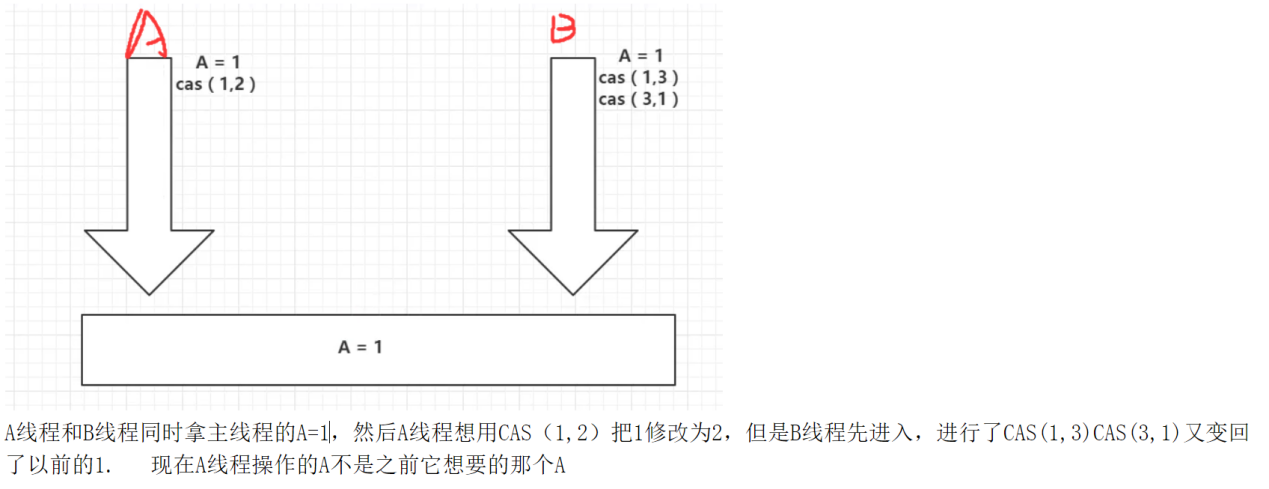 A
B
A = 1
cas ( 1,2 )
A = 1
cas ( 1,3 )
cas ( 3,1 )
A = 1
A线程和B线程同时拿主线程的A=1,然后A线程想用CAS（1,2）把1修改为2，但是B线程先进入，进行了CAS(1,3)CAS(3,1)又变回
了以前的1.   现在A线程操作的A不是之前它想要的那个A